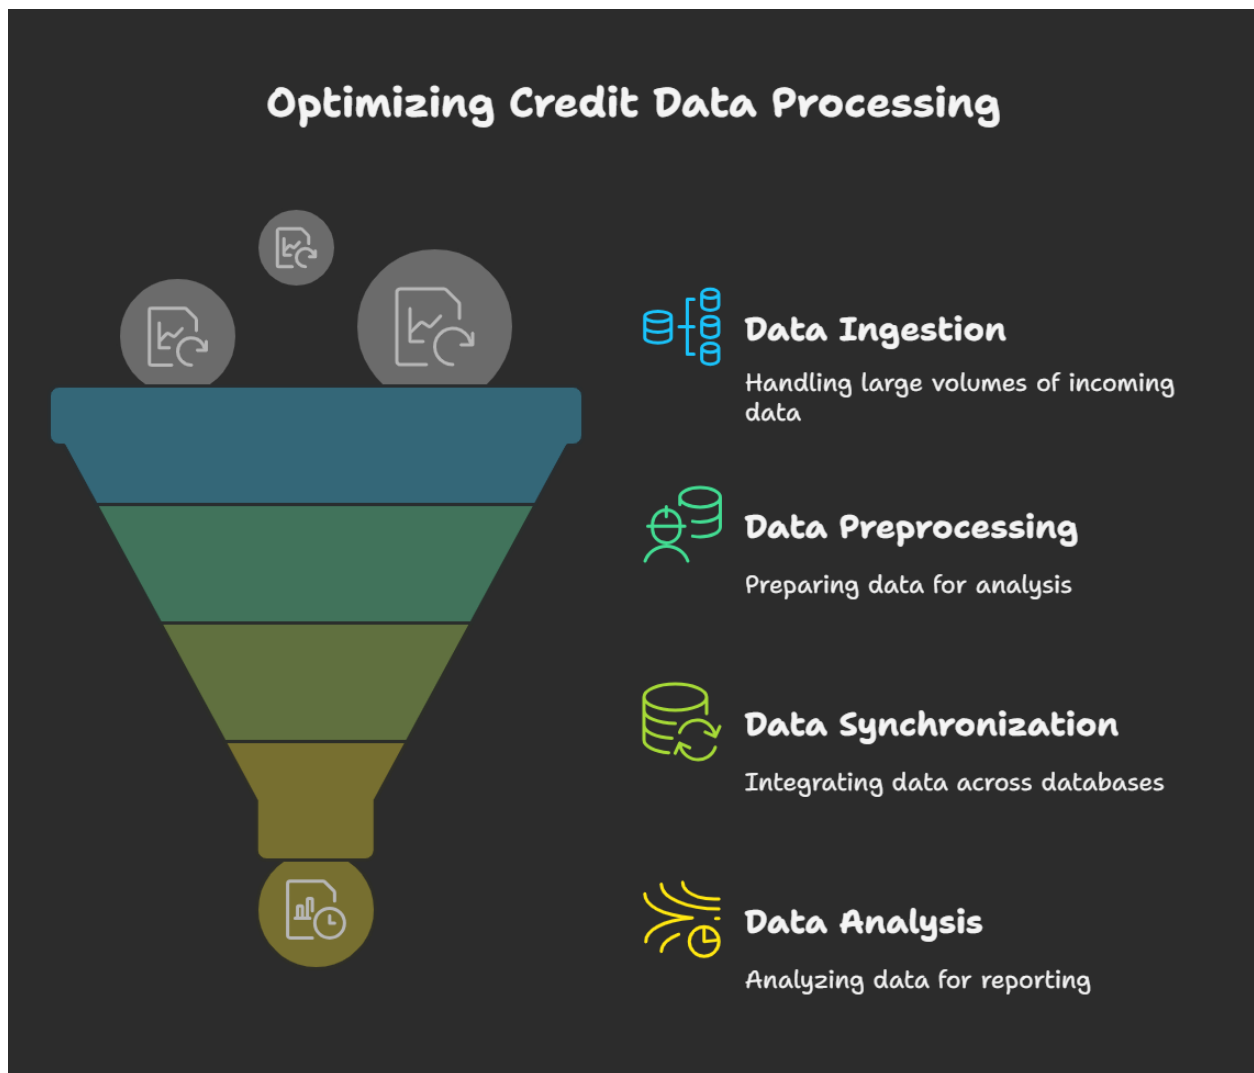 Optimizing Credit Data Processing
Data Ingestion
Handling large volumes of incoming
data
Data Preprocessing
Preparing data for analysis
Data Synchronization
Integrating data across databases
Data Analysis
Analyzing data for reporting